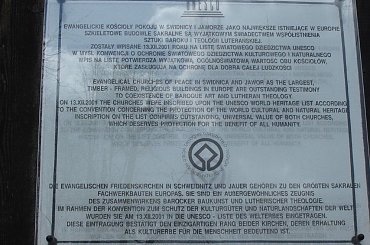 UNESCO
EWANGELICKIE KOŚCIOŁY POKOJU W ŚWIDNICY I JAWORZE JAKO NAJWIĘKSZE ISTNIEJĄCE W EUROPIE
SZKIELETOWE BUDOWLE SAKRALNE SĄ WYJĄTKOWYM ŚWIADECTWEM WSPÓŁISTNIENIA
SZTUKI BAROKU I TEOLOGII LUTERAŃSKIEJ.
ZOSTAŁY WPISANE 13.XII.2001 ROKU NA LISTĘ ŚWIATOWEGO DZIEDZICTWA UNESCO
W MYŚL KONWENCJI O OCHRONIE ŚWIATOWEGO DZIEDZICTWA KULTURALNEGO I NATURALNEGO
WPIS NA LISTĘ POTWIERDZA WYJĄTKOWĄ, OGÓLNOŚWIATOWĄ WARTOŚĆ OBU KOŚCIOŁÓW,
KTÓRE ZASŁUGUJĄ NA OCHRONĘ DLA DOBRA CAŁEJ LUDZKOŚCI
EVANGELICAL CHURCHES OF PEACE IN SWIDNICA AND JAWOR AS THE LARGEST,
TIMBER - FRAMED, RELIGIOUS BUILDINGS IN EUROPE ARE OUTSTANDING TESTIMONY
TO COEXISTENCE OF BAROQUE ART AND LUTHERAN THEOLOGY.
ON 13.XII.2001 THE CHURCHES WERE INSCRIBED UPON THE UNESCO WORLD HERITAGE LIST ACCORDING
TO THE CONVENTION CONCERNING THE PROTECTION OF THE WORLD CULTURAL AND NATURAL HERITAGE
INSCRIPTION ON THE LIST CONFIRMS OUTSTANDING, UNIVERSAL VALUE OF BOTH CHURCHES,
WHICH DESERVES PROTECTION FOR THE BENEFIT OF ALL HUMANITY.
DIE EVANGELISCHEN FRIEDENSKIRCHEN IN SCHWEIDNITZ UND JAUER GEHÖREN ZU DEN GRÖßTEN SAKRALEN
FACHWERKBAUTEN EUROPAS, SIE SIND EIN AUßERGEWÖHNLICHES ZEUGNIS
DES ZUSAMMENWIRKENS BAROCKER BAUKUNST UND LUTHERISCHER THEOLOGIE.
IM RAHMEN DER KONVENTION ZUM SCHUTZ DER KULTURGÜTER UND NATURLANDSCHAFTEN DER WELT
WURDEN SIE AM 13.XII.2001 IN DIE UNESCO - LISTE DES WELTERBES EINGETRAGEN.
DIESE EINTRAGUNG BESTÄTIGT DEN EINZIGARTIGEN RANG BEIDER KIRCHEN, DEREN ERHALTUNG
ALS KULTURERBE FÜR DIE MENSCHHEIT BEDEUTEND IST.